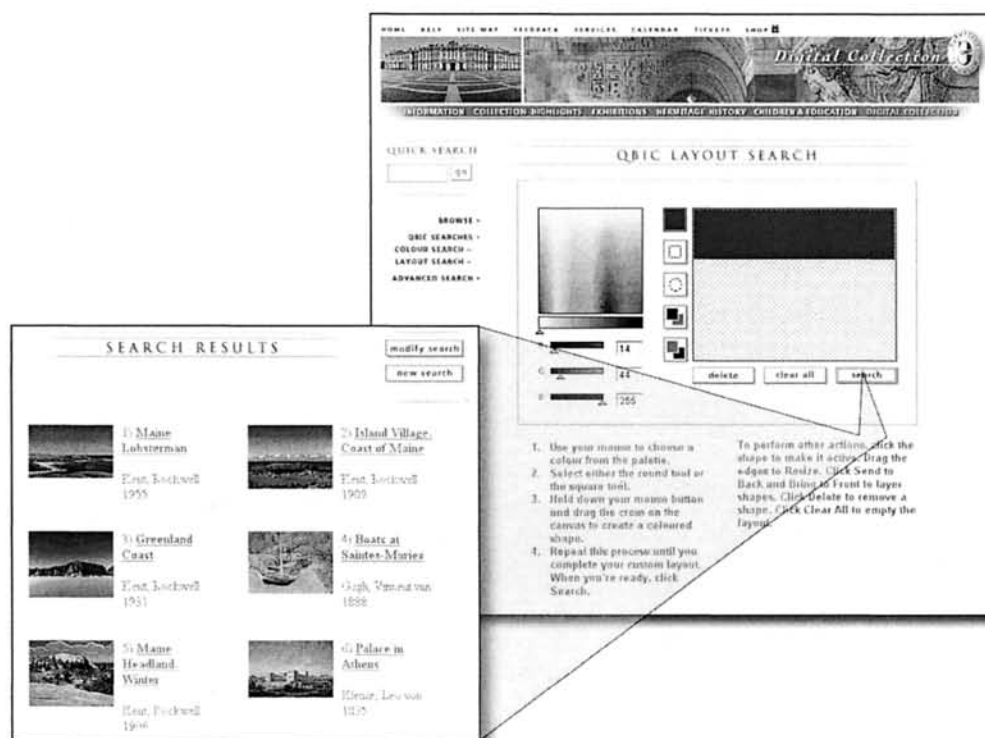 HOME HELP SITE MAP FEEDBACK SERVICES CALENDAR TICKETS SHOP
Digital Collection
INFORMATION COLLECTION HIGHLIGHTS EXHIBITIONS HERMITAGE HISTORY CHILDREN & EDUCATION DIGITAL COLLECTION
QUICK SEARCH
QBIC LAYOUT SEARCH
BROWSE
QBIC SEARCHES
COLOUR SEARCH
LAYOUT SEARCH
ADVANCED SEARCH
14
G 44
255
delete clear all search
1. Use your mouse to choose a
colour from the palette.
2. Select either the round tool or
the square tool.
3. Hold down your mouse button
and drag the cross on the
canvas to create a coloured
shape.
4. Repeat this process until you
complete your custom layout.
When you're ready, click
Search.
To perform other actions, click the
shape to make it active. Drag the
edges to Resize. Click Send to
Back and Bring to Front to layer
shapes. Click Delete to remove a
shape. Click Clear All to empty the
layout.
SEARCH RESULTS
modify search
new search
1) Maine
Lobsterman
Kent, Rockwell
1955
2) Island Village,
Coast of Maine
Kent, Rockwell
1909
3) Greenland
Coast
Kent, Rockwell
1931
4) Boats at
Saintes-Maries
Gogh, Vincent van
1888
5) Maine
Headland,
Winter
Kent, Rockwell
6) Palace in
Athens
Klenze, Leo von
1835